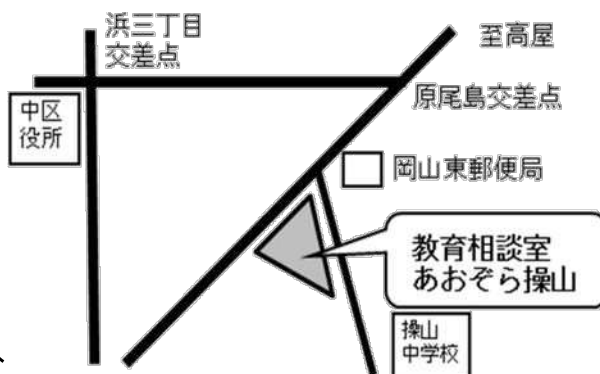 浜三丁目
交差点
至高屋
中区
役所
原尾島交差点
岡山東郵便局
教育相談室
あおぞら操山
操山
中学校
、